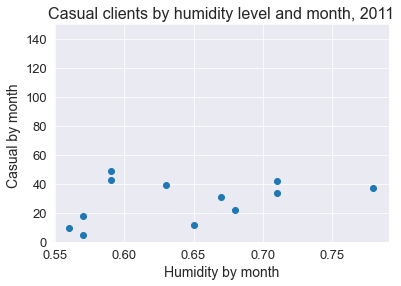 Casual clients by humidity level and month, 2011
140
120
100
80
60
40
20
0
Casual by month
0.55 0.60 0.65 0.70 0.75
Humidity by month